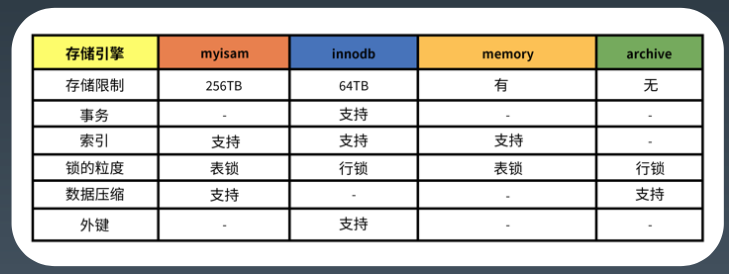 存储引擎 myisam innodb memory archive
存储限制 256TB 64TB 有 无
事务 - 支持 - -
索引 支持 支持 支持 -
锁的粒度 表锁 行锁 表锁 行锁
数据压缩 支持 - - 支持
外键 - 支持 - -